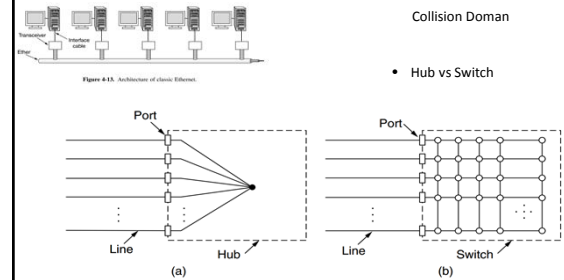 Collision Doman
Transceiver
Interface
cable
Ether
Figure 4-13. Architecture of classic Ethernet.
• Hub vs Switch
Port
Line
Hub
(a)
Port
Line
Switch
(b)